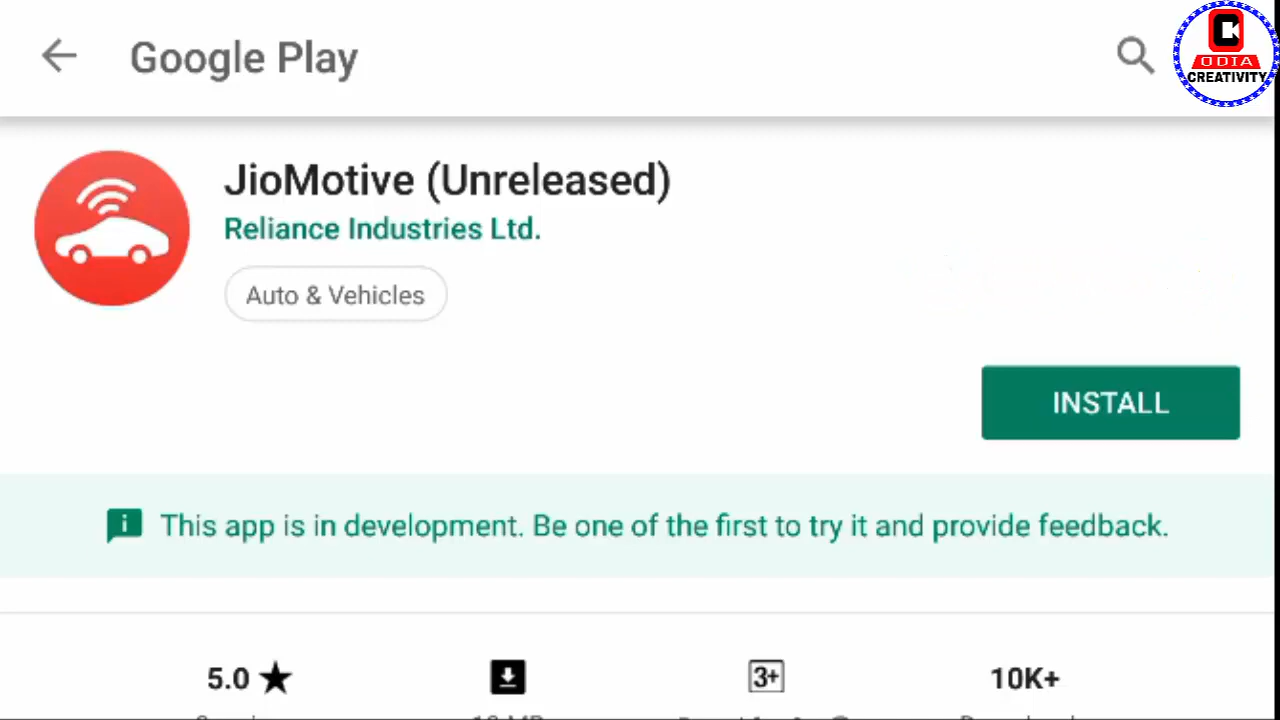 Google Play
ODIA
CREATIVITY
JioMotive (Unreleased)
Reliance Industries Ltd.
Auto & Vehicles
INSTALL
This app is in development. Be one of the first to try it and provide feedback.
5.0 ★
3+
10K+